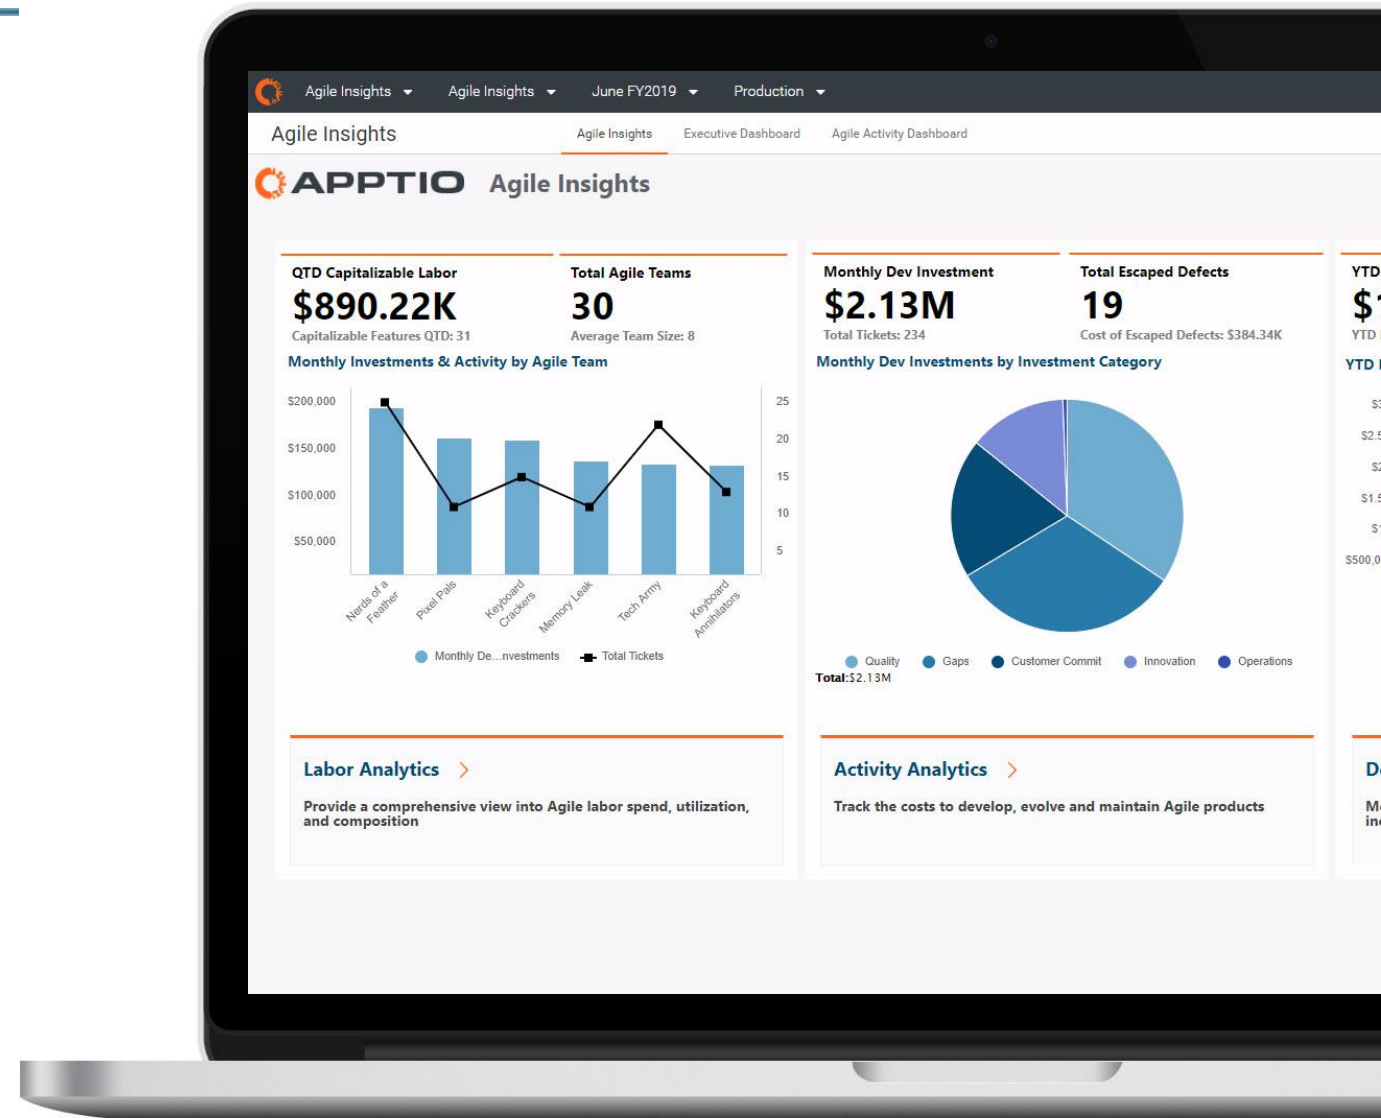 Agile Insights Agile Insights June FY2019 Production
Agile Insights Agile Insights Executive Dashboard Agile Activity Dashboard
APPTIO Agile Insights
QTD Capitalizable Labor
$890.22K
Capitalizable Features QTD: 31
Total Agile Teams
30
Average Team Size: 8
Monthly Investments & Activity by Agile Team
$200,000
$150,000
$100,000
$50,000
25
20
15
10
5
Nerds of a
Feather
Pixel Pals
Keyboard
Crackers
Memory Leak
Tech Army
Keyboard
Annihilators
Monthly De...nvestments Total Tickets
Labor Analytics >
Provide a comprehensive view into Agile labor spend, utilization,
and composition
Monthly Dev Investment
$2.13M
Total Tickets: 234
Total Escaped Defects
19
Cost of Escaped Defects: $384.34K
Monthly Dev Investments by Investment Category
Quality Gaps Customer Commit Innovation Operations
Total:$2.13M
Activity Analytics >
Track the costs to develop, evolve and maintain Agile products
YTD
YTD
YTD